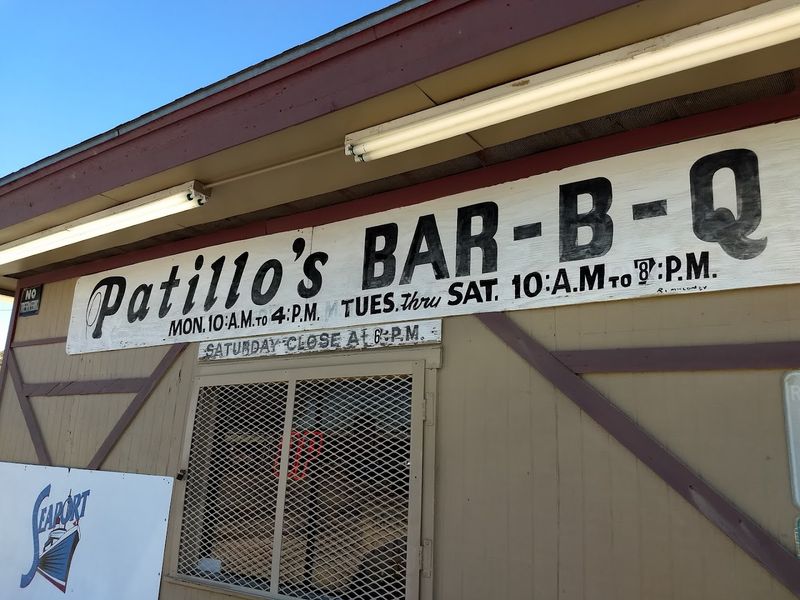 Patillo's BAR-B-Q
MON. 10:A.M. TO 4:P.M. TUES. thru SAT. 10:A.M TO 8:P.M.
SATURDAY CLOSE AT 6:P.M.
NO
SEAPORT